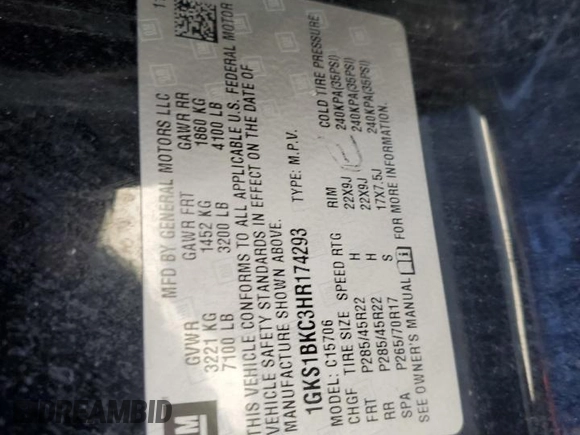 MFD BY GENERAL MOTORS LLC
GVWR GAWR FRT GAWR RR
3221 KG 1452 KG 1860 KG
7100 LB 3200 LB 4100 LB
THIS VEHICLE CONFORMS TO ALL APPLICABLE U.S. FEDERAL MOTOR
VEHICLE SAFETY STANDARDS IN EFFECT ON THE DATE OF
MANUFACTURE SHOWN ABOVE.
1GKS1BKC3HR174293 TYPE: M.P.V.
MODEL: C15706
CHGF TIRE SIZE SPEED RTG RIM COLD TIRE PRESSURE
FRT P285/45R22 H 22X9J 240KPA(35PSI)
RR P285/45R22 H 22X9J 240KPA(35PSI)
SPA P265/70R17 S 17X7.5J 240KPA(35PSI)
SEE OWNER'S MANUAL i FOR MORE INFORMATION.
GM
DREAMBID